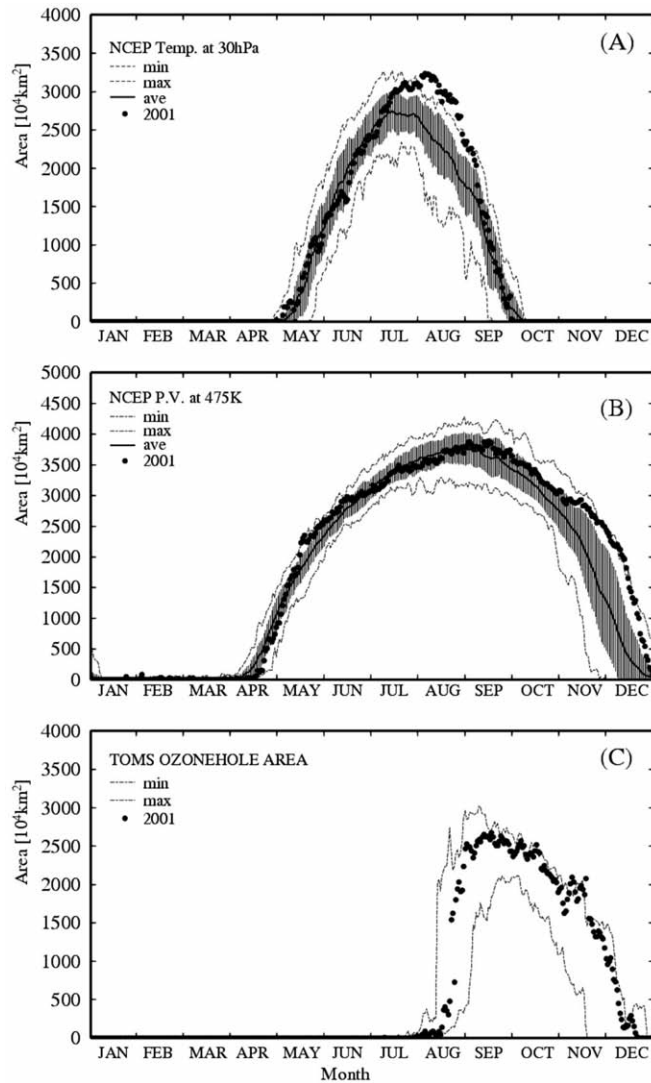 (A)
NCEP Temp. at 30hPa
min
max
ave
2001
Area [10⁴km²]
4000
3500
3000
2500
2000
1500
1000
500
0
JAN FEB MAR APR MAY JUN JUL AUG SEP OCT NOV DEC
(B)
NCEP P.V. at 475K
min
max
ave
2001
Area [10⁴km²]
5000
4500
4000
3500
3000
2500
2000
1500
1000
500
0
JAN FEB MAR APR MAY JUN JUL AUG SEP OCT NOV DEC
(C)
TOMS OZONEHOLE AREA
min
max
2001
Area [10⁴km²]
4000
3500
3000
2500
2000
1500
1000
500
0
JAN FEB MAR APR MAY JUN JUL AUG SEP OCT NOV DEC
Month